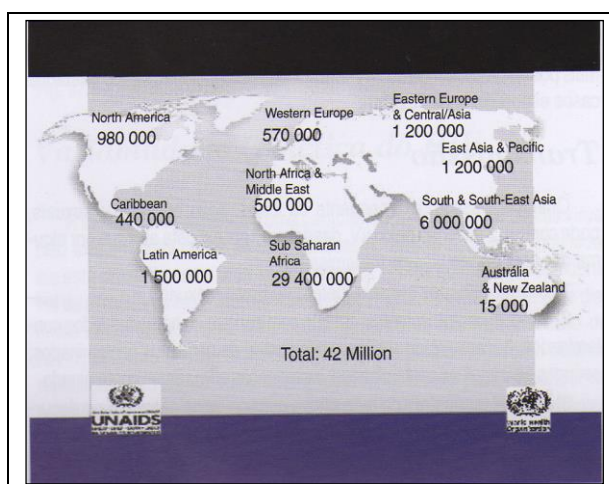 North America
980 000
Western Europe
570 000
Eastern Europe
& Central/Asia
1 200 000
East Asia & Pacific
1 200 000
North Africa &
Middle East
500 000
Caribbean
440 000
South & South-East Asia
6 000 000
Latin America
1 500 000
Sub Saharan
Africa
29 400 000
Austrália
& New Zealand
15 000
Total: 42 Million
UNAIDS
World Health
Organization